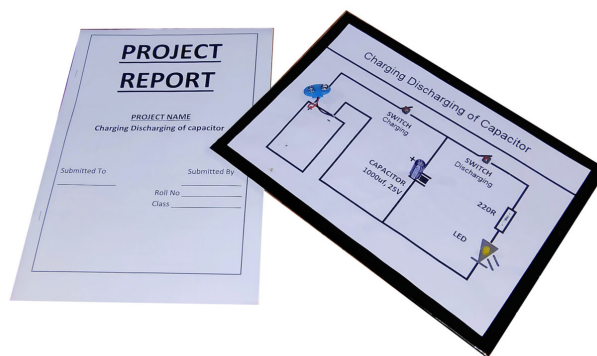 PROJECT
REPORT
PROJECT NAME
Charging Discharging of capacitor
Submitted To
Submitted By
Roll No
Class
Charging Discharging of Capacitor
SWITCH
Charging
SWITCH
Discharging
CAPACITOR
1000uf, 25V
+
220R
LED